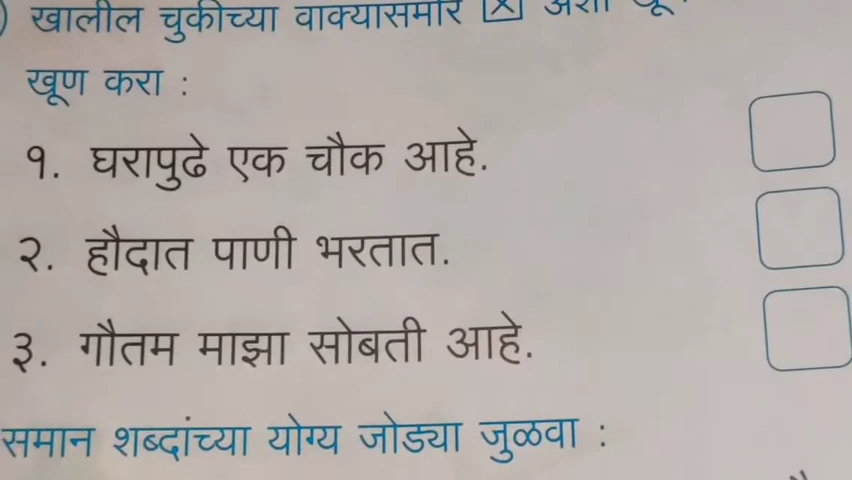 खालील चुकीच्या वाक्यासमोर ☒ अशी
खूण करा :
१. घरापुढे एक चौक आहे.
२. हौदात पाणी भरतात.
३. गौतम माझा सोबती आहे.
समान शब्दांच्या योग्य जोड्या जुळवा :